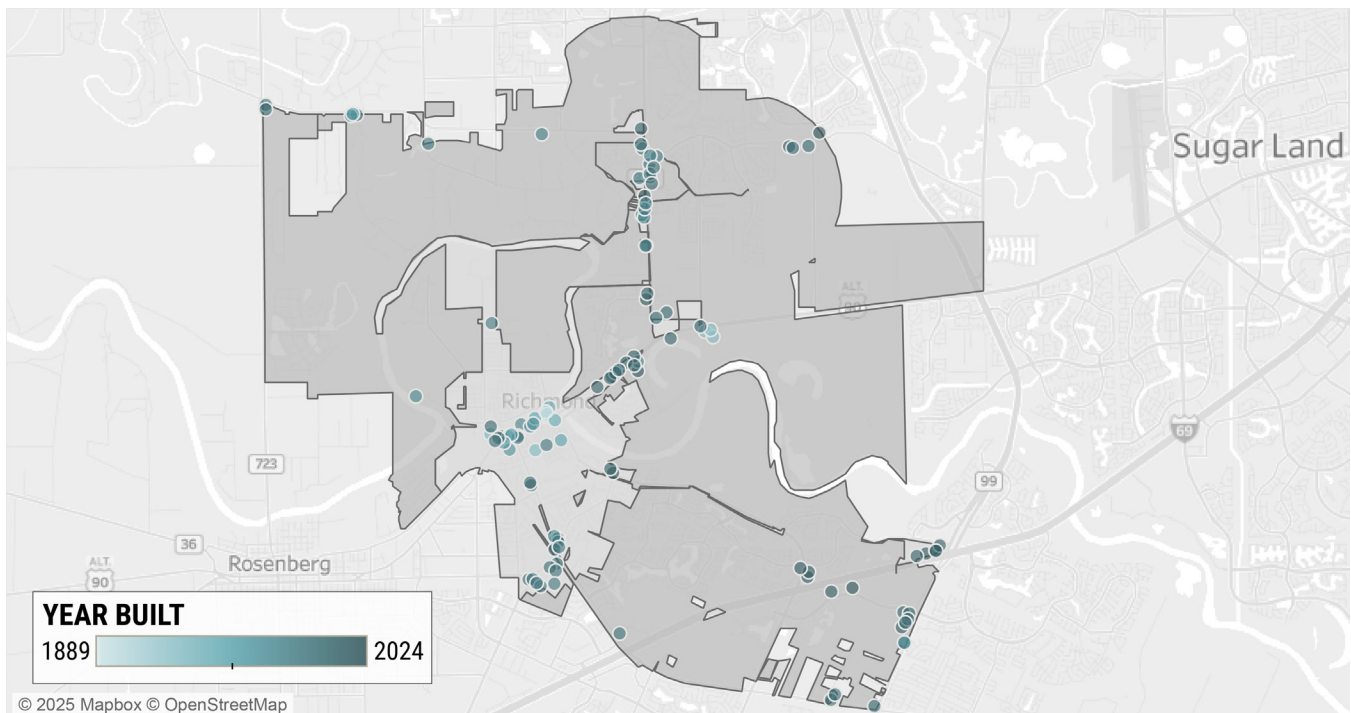 Sugar Land
ALT.
90
Richmond
69
723
99
36
ALT.
90
Rosenberg
YEAR BUILT
1889 2024
© 2025 Mapbox © OpenStreetMap